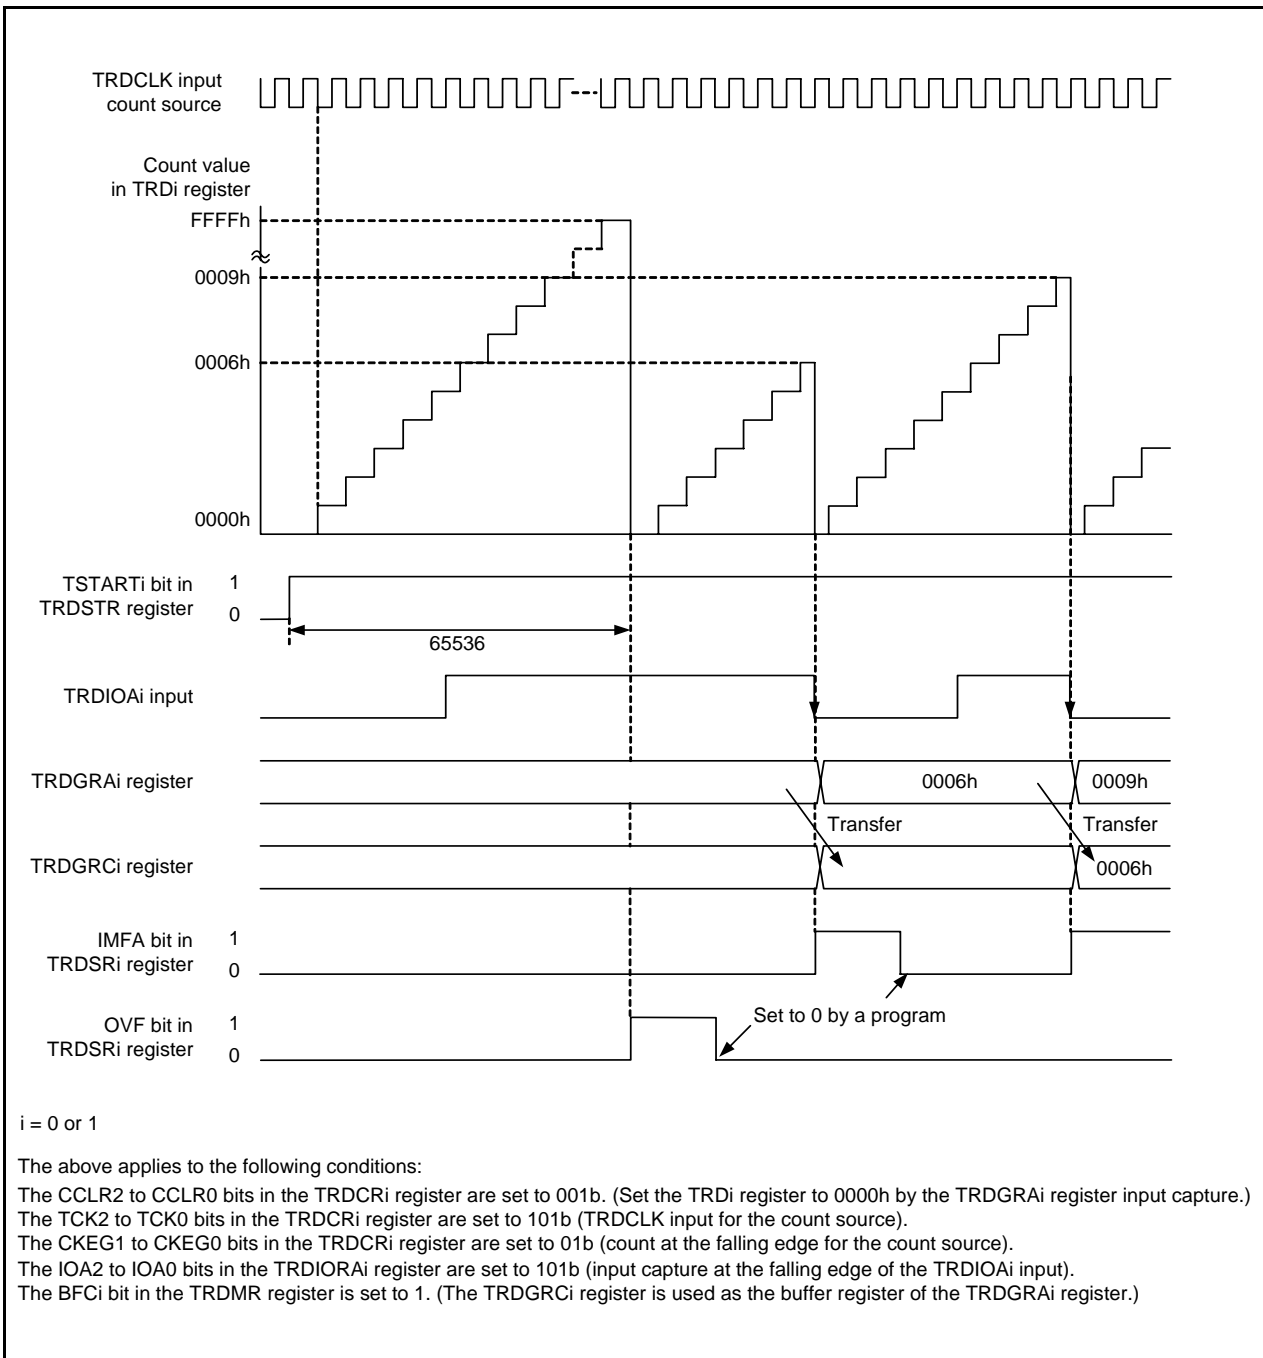 TRDCLK input
count source
Count value
in TRDi register
FFFFh
0009h
0006h
0000h
TSTARTi bit in
TRDSTR register
1
0
65536
TRDIOAi input
TRDGRAi register
0006h
0009h
Transfer
Transfer
TRDGRCi register
0006h
IMFA bit in
TRDSRi register
1
0
Set to 0 by a program
OVF bit in
TRDSRi register
1
0
i = 0 or 1
The above applies to the following conditions:
The CCLR2 to CCLR0 bits in the TRDCRi register are set to 001b. (Set the TRDi register to 0000h by the TRDGRAi register input capture.)
The TCK2 to TCK0 bits in the TRDCRi register are set to 101b (TRDCLK input for the count source).
The CKEG1 to CKEG0 bits in the TRDCRi register are set to 01b (count at the falling edge for the count source).
The IOA2 to IOA0 bits in the TRDIORAi register are set to 101b (input capture at the falling edge of the TRDIOAi input).
The BFCi bit in the TRDMR register is set to 1. (The TRDGRCi register is used as the buffer register of the TRDGRAi register.)